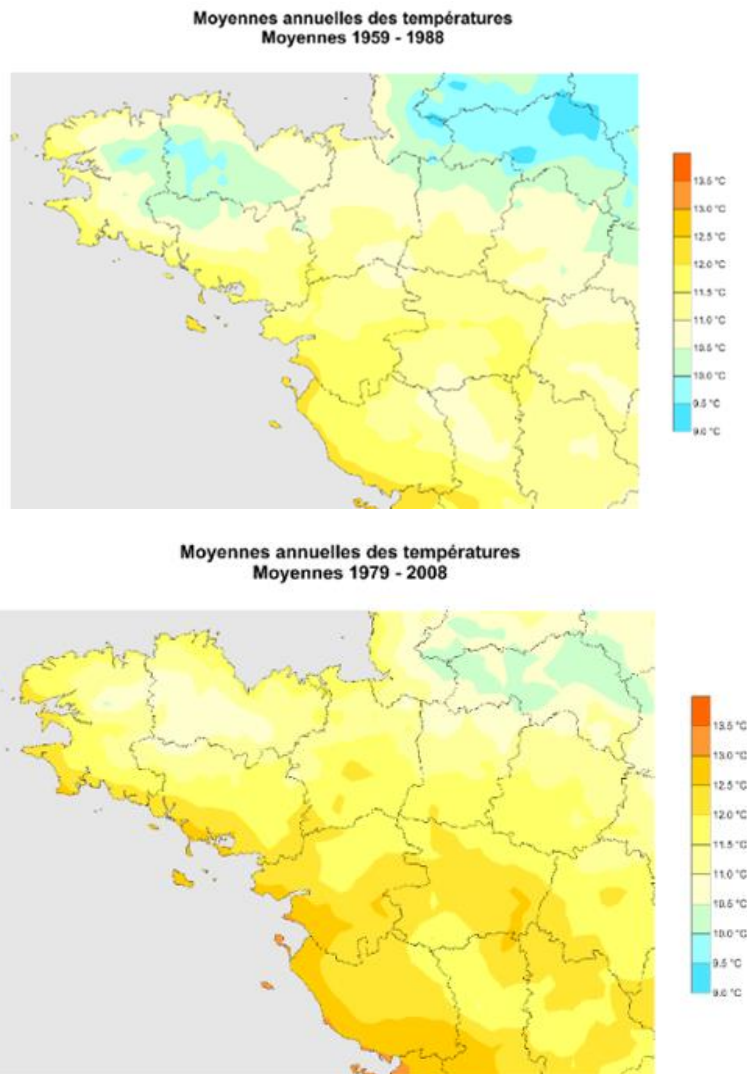 Moyennes annuelles des températures
Moyennes 1959 - 1988
13.5 °C
13.0 °C
12.5 °C
12.0 °C
11.5 °C
11.0 °C
10.5 °C
10.0 °C
9.5 °C
9.0 °C
Moyennes annuelles des températures
Moyennes 1979 - 2008
13.5 °C
13.0 °C
12.5 °C
12.0 °C
11.5 °C
11.0 °C
10.5 °C
10.0 °C
9.5 °C
9.0 °C